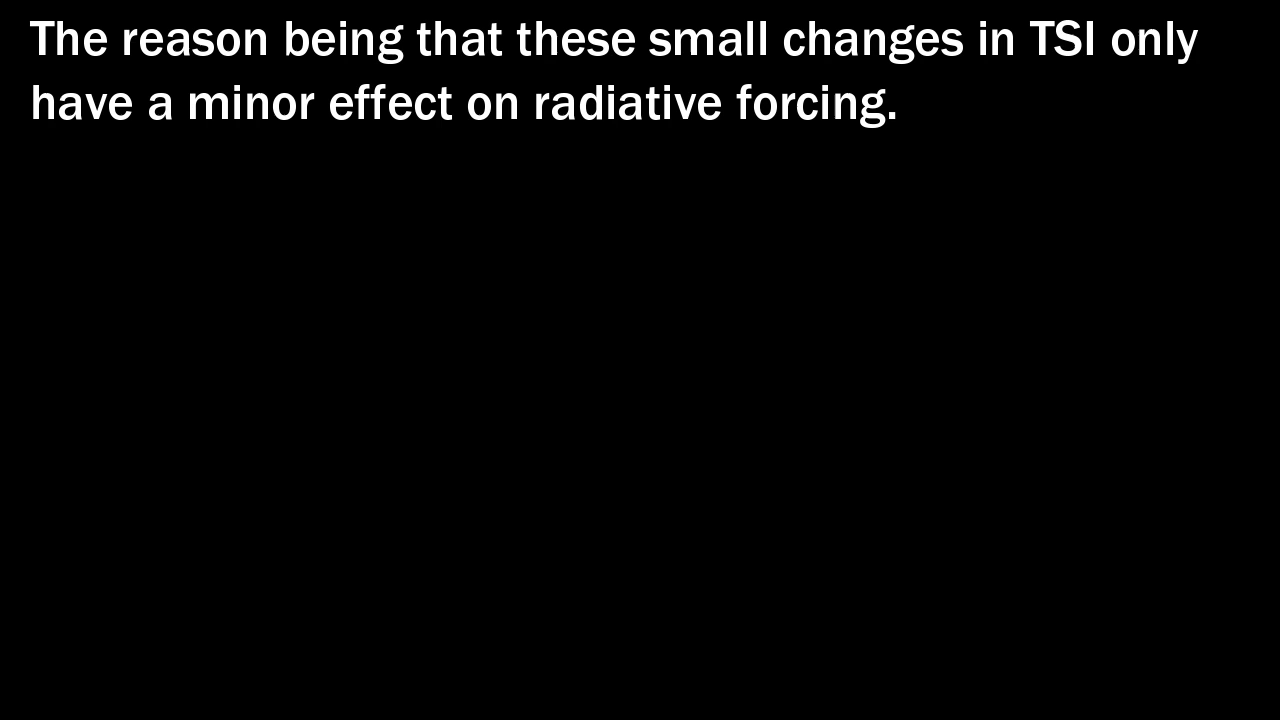 The reason being that these small changes in TSI only
have a minor effect on radiative forcing.